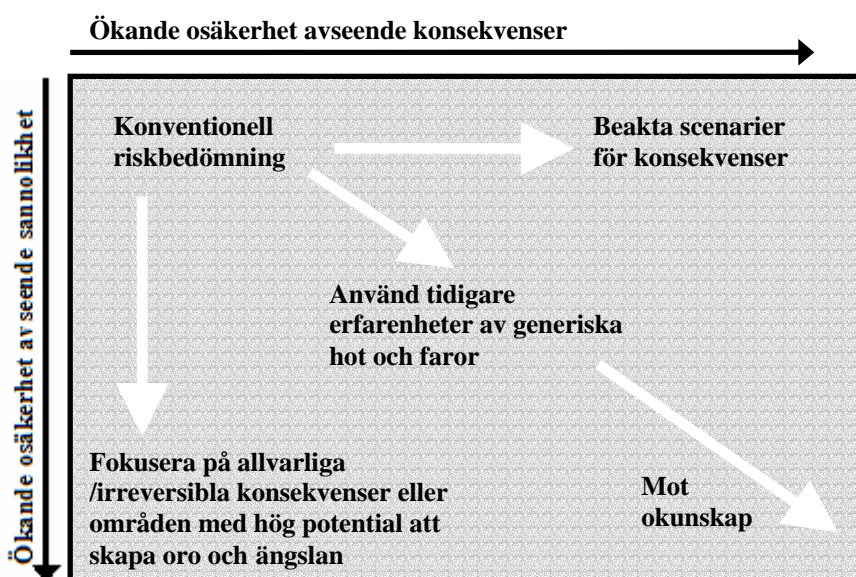 Ökande osäkerhet avseende konsekvenser
Ökande osäkerhet avseende sannolikhet
Konventionell
riskbedömning
Beakta scenarier
för konsekvenser
Använd tidigare
erfarenheter av generiska
hot och faror
Fokusera på allvarliga
/irreversibla konsekvenser eller
områden med hög potential att
skapa oro och ängslan
Mot
okunskap